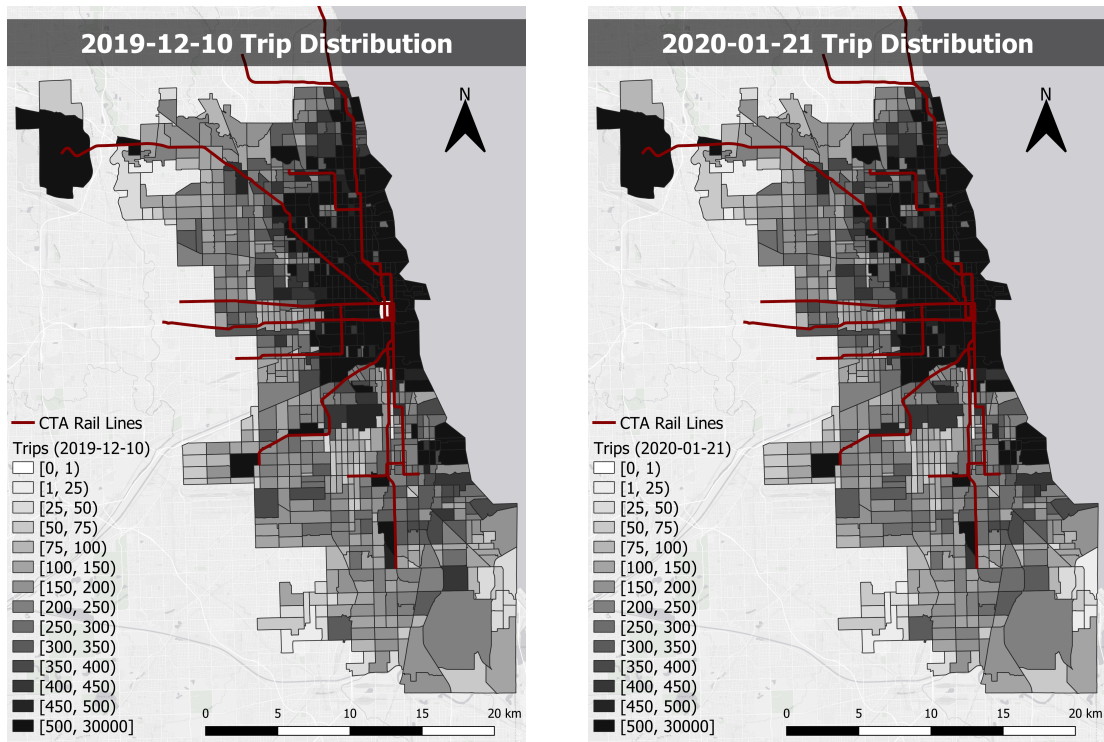 2019-12-10 Trip Distribution
N
CTA Rail Lines
Trips (2019-12-10)
[0, 1)
[1, 25)
[25, 50)
[50, 75)
[75, 100)
[100, 150)
[150, 200)
[200, 250)
[250, 300)
[300, 350)
[350, 400)
[400, 450)
[450, 500)
[500, 30000]
0 5 10 15 20 km
2020-01-21 Trip Distribution
N
CTA Rail Lines
Trips (2020-01-21)
[0, 1)
[1, 25)
[25, 50)
[50, 75)
[75, 100)
[100, 150)
[150, 200)
[200, 250)
[250, 300)
[300, 350)
[350, 400)
[400, 450)
[450, 500)
[500, 30000]
0 5 10 15 20 km